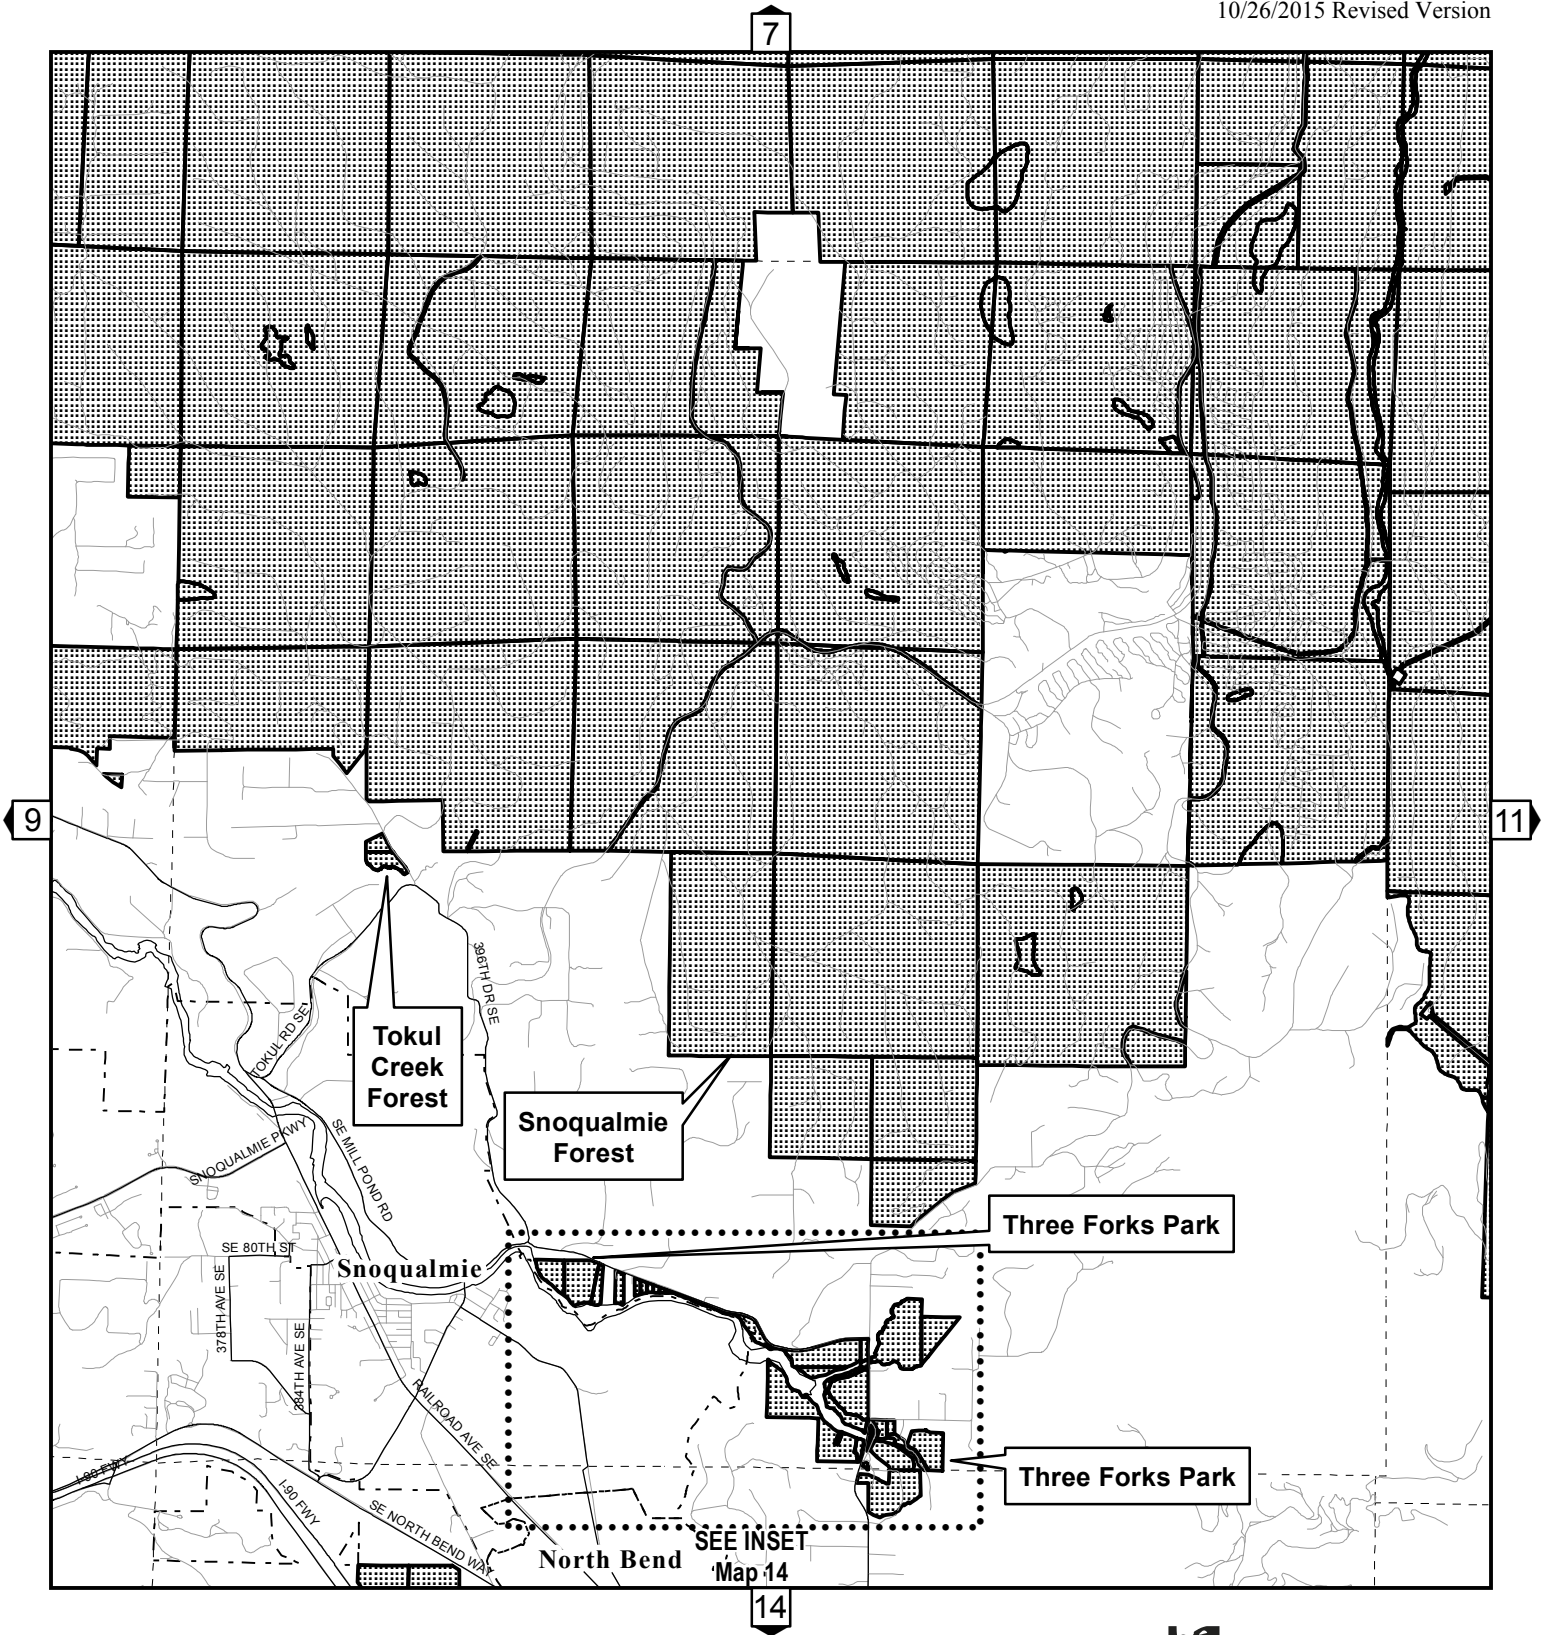 10/26/2015 Revised Version
7
9
11
396TH DR SE
TOKUL RD SE
Tokul
Creek
Forest
Snoqualmie
Forest
SNOQUALMIE PKWY
SE MILL POND RD
Three Forks Park
SE 80TH ST
Snoqualmie
378TH AVE SE
384TH AVE SE
RAILROAD AVE SE
I-90 FWY
I-90 FWY
Three Forks Park
SE NORTH BEND WAY
North Bend
SEE INSET
Map 14
14